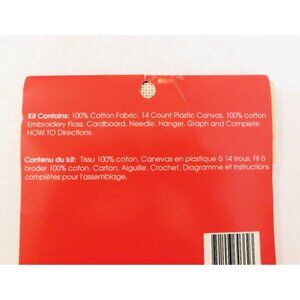 Kit Contains: 100% Cotton Fabric, 14 Count Plastic Canvas, 100% cotton
Embroidery Floss, Cardboard, Needle, Hanger, Graph and Complete
HOW TO Directions.
Contenu du kit: Tissu 100% coton, Canevas en plastique à 14 trous, Fil à
broder 100% coton, Carton, Aiguille, Crochet, Diagramme et instructions
complètes pour l'assemblage.